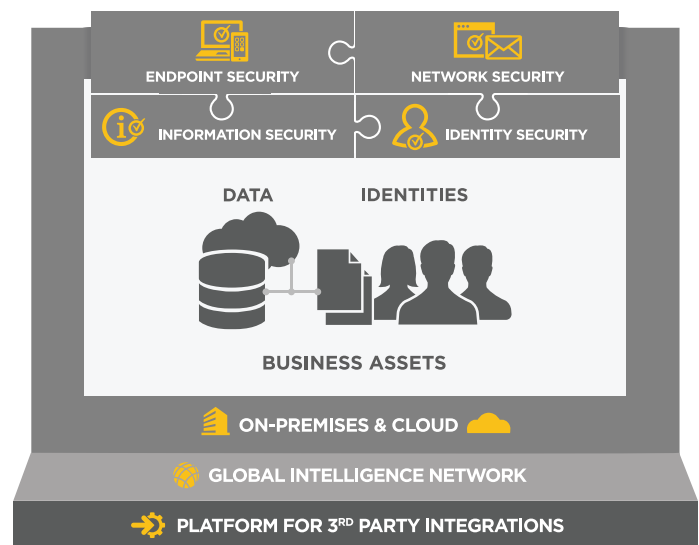 ENDPOINT SECURITY
NETWORK SECURITY
INFORMATION SECURITY
IDENTITY SECURITY
DATA
IDENTITIES
BUSINESS ASSETS
ON-PREMISES & CLOUD
GLOBAL INTELLIGENCE NETWORK
PLATFORM FOR 3RD PARTY INTEGRATIONS